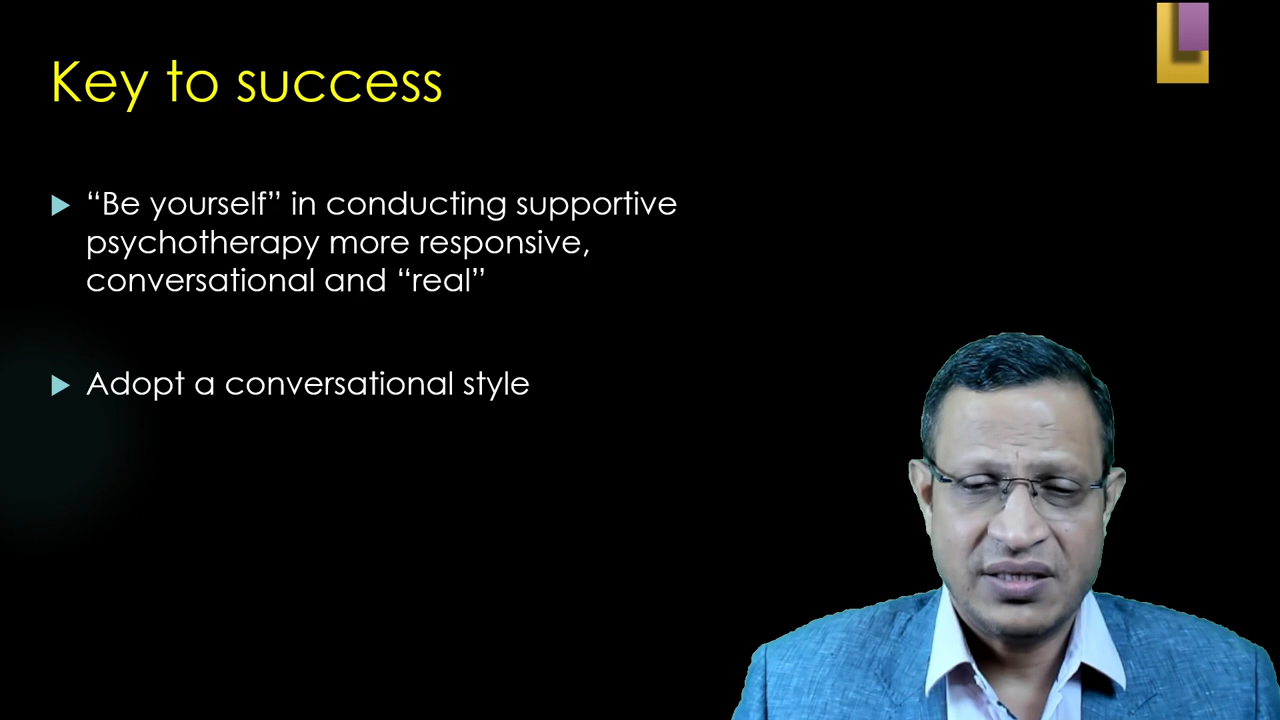 Key to success
“Be yourself” in conducting supportive
psychotherapy more responsive,
conversational and “real”
Adopt a conversational style